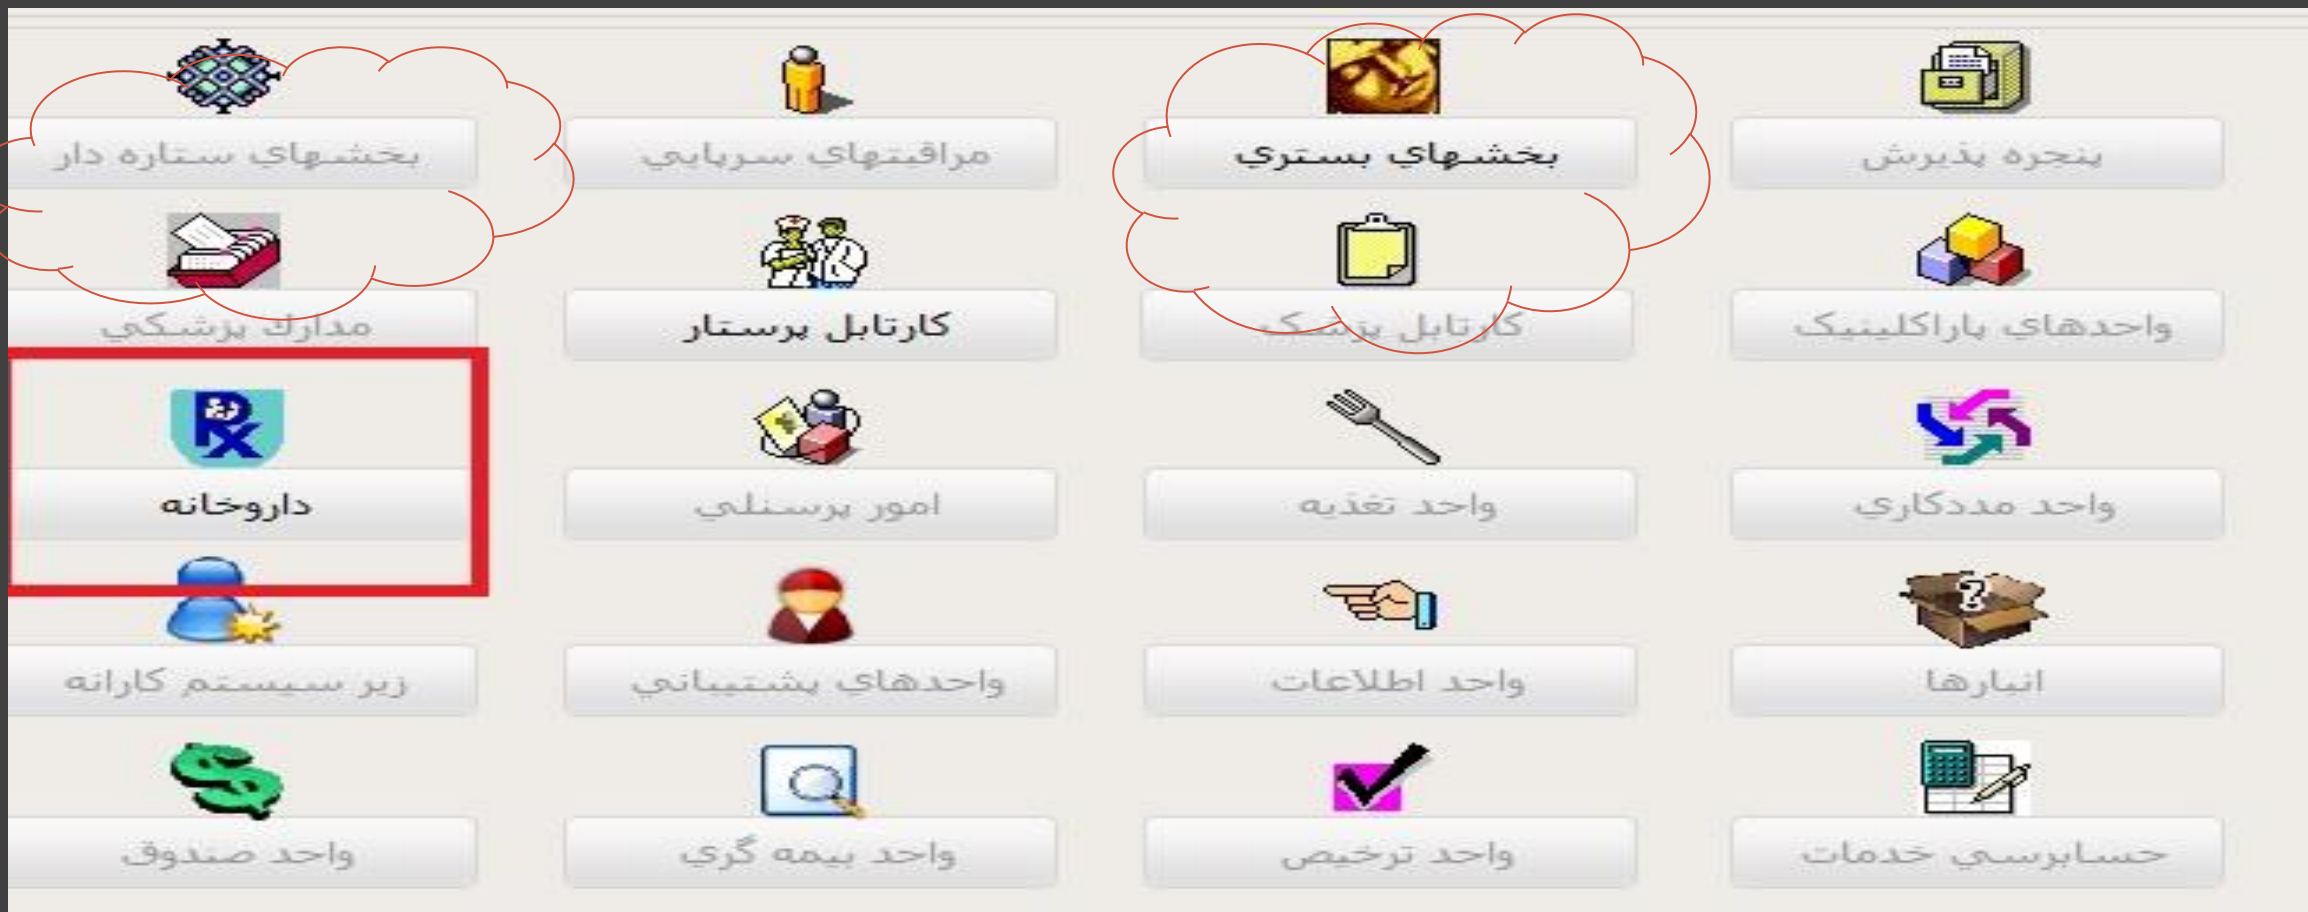 پنجره پذيرش
بخشهاي بستري
مراقبتهاي سرپايي
بخشهاي ستاره دار
واحدهاي پاراكلينيک
كارتابل پزشک
كارتابل پرستار
مدارك پزشكي
واحد مددكاري
واحد تغذيه
امور پرسنلي
داروخانه
انبارها
واحد اطلاعات
واحدهاي پشتيباني
زير سيستم كارانه
حسابرسي خدمات
واحد ترخيص
واحد بيمه گري
واحد صندوق